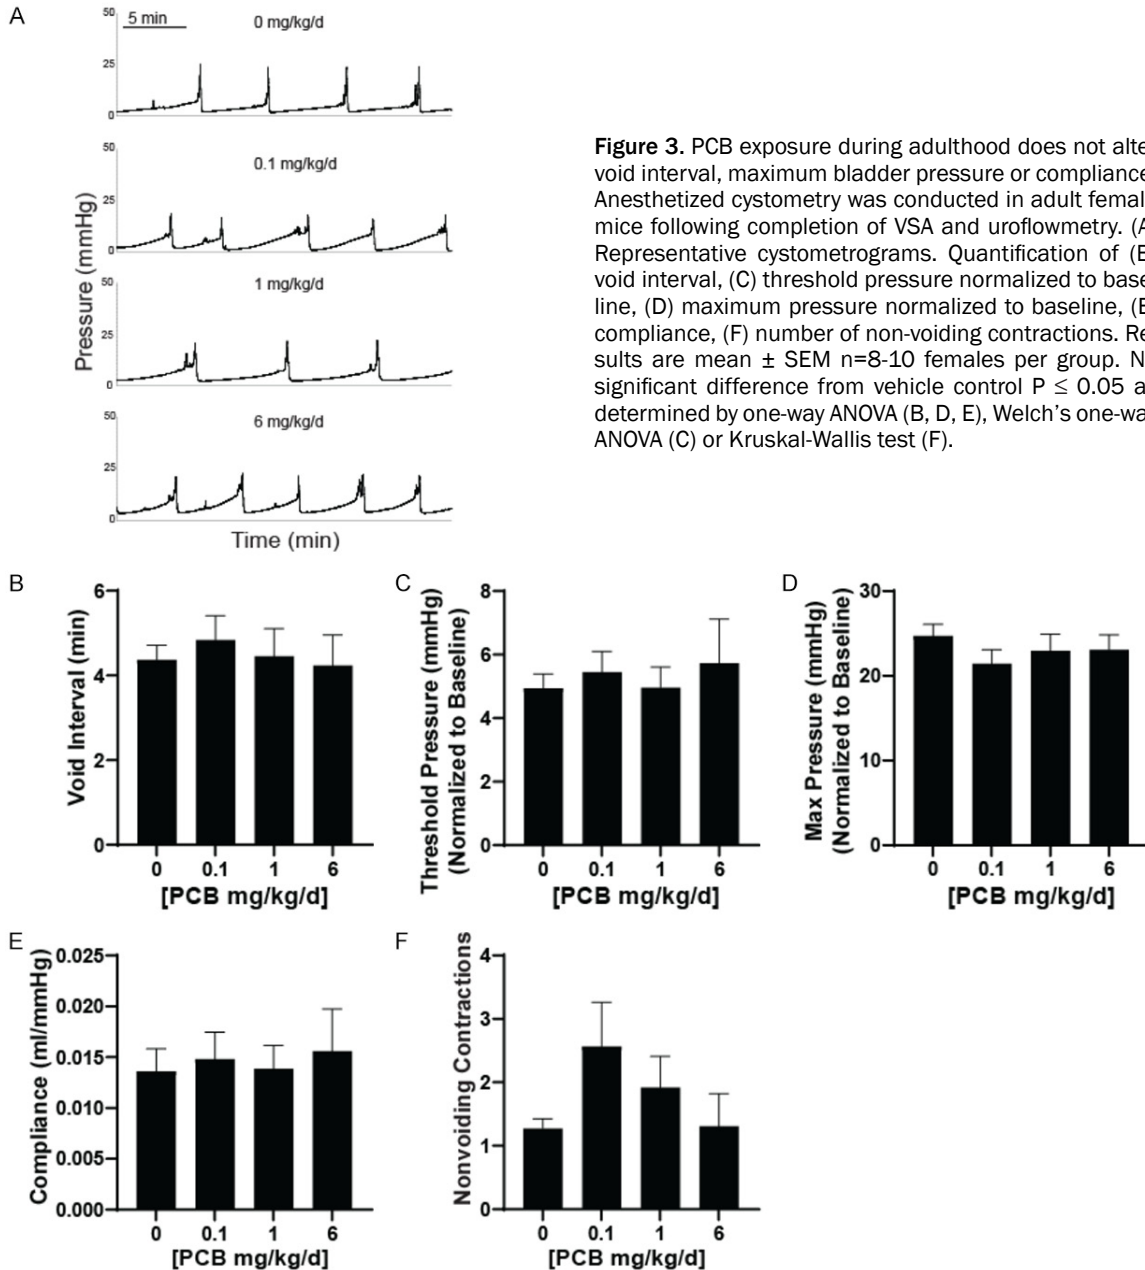 A
50
5 min
0 mg/kg/d
25
0
50
0.1 mg/kg/d
25
0
Pressure (mmHg)
50
1 mg/kg/d
25
0
50
6 mg/kg/d
25
0
Time (min)
Figure 3. PCB exposure during adulthood does not alte
void interval, maximum bladder pressure or compliance
Anesthetized cystometry was conducted in adult femal
mice following completion of VSA and uroflowmetry. (A
Representative cystometrograms. Quantification of (B
void interval, (C) threshold pressure normalized to base
line, (D) maximum pressure normalized to baseline, (E
compliance, (F) number of non-voiding contractions. Re
sults are mean ± SEM n=8-10 females per group. N
significant difference from vehicle control P ≤ 0.05 a
determined by one-way ANOVA (B, D, E), Welch's one-wa
ANOVA (C) or Kruskal-Wallis test (F).
B
Void Interval (min)
6
4
2
0
0 0.1 1 6
[PCB mg/kg/d]
C
Threshold Pressure (mmHg)
(Normalized to Baseline)
8
6
4
2
0
0 0.1 1 6
[PCB mg/kg/d]
D
Max Pressure (mmHg)
(Normalized to Baseline)
30
20
10
0
0 0.1 1 6
[PCB mg/kg/d]
E
Compliance (ml/mmHg)
0.025
0.020
0.015
0.010
0.005
0.000
0 0.1 1 6
[PCB mg/kg/d]
F
Nonvoiding Contractions
4
3
2
1
0
0 0.1 1 6
[PCB mg/kg/d]